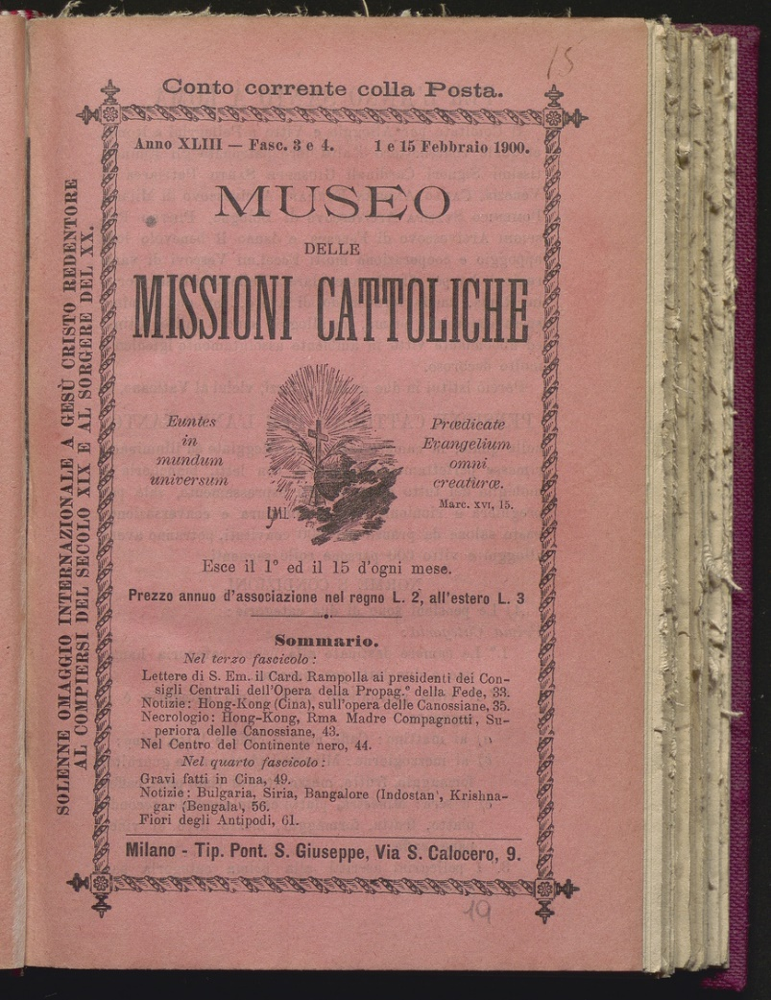 15
Conto corrente colla Posta.
Anno XLIII — Fasc. 3 e 4. 1 e 15 Febbraio 1900.
MUSEO
DELLE
MISSIONI CATTOLICHE
Euntes
in
mundum
universum
Prædicate
Evangelium
omni
creaturæ.
Marc. XVI, 15.
Esce il 1° ed il 15 d'ogni mese.
Prezzo annuo d'associazione nel regno L. 2, all'estero L. 3
Sommario.
Nel terzo fascicolo:
Lettere di S. Em. il Card. Rampolla ai presidenti dei Con-
sigli Centrali dell'Opera della Propag.e della Fede, 33.
Notizie: Hong-Kong (Cina), sull'opera delle Canossiane, 35.
Necrologio: Hong-Kong, Rma Madre Compagnotti, Su-
periora delle Canossiane, 43.
Nel Centro del Continente nero, 44.
Nel quarto fascicolo:
Gravi fatti in Cina, 49.
Notizie: Bulgaria, Siria, Bangalore (Indostan), Krishna-
gar (Bengala), 56.
Fiori degli Antipodi, 61.
Milano - Tip. Pont. S. Giuseppe, Via S. Calocero, 9.
19
SOLENNE OMAGGIO INTERNAZIONALE A GESÙ CRISTO REDENTORE
AL COMPIERSI DEL SECOLO XIX E AL SORGERE DEL XX.